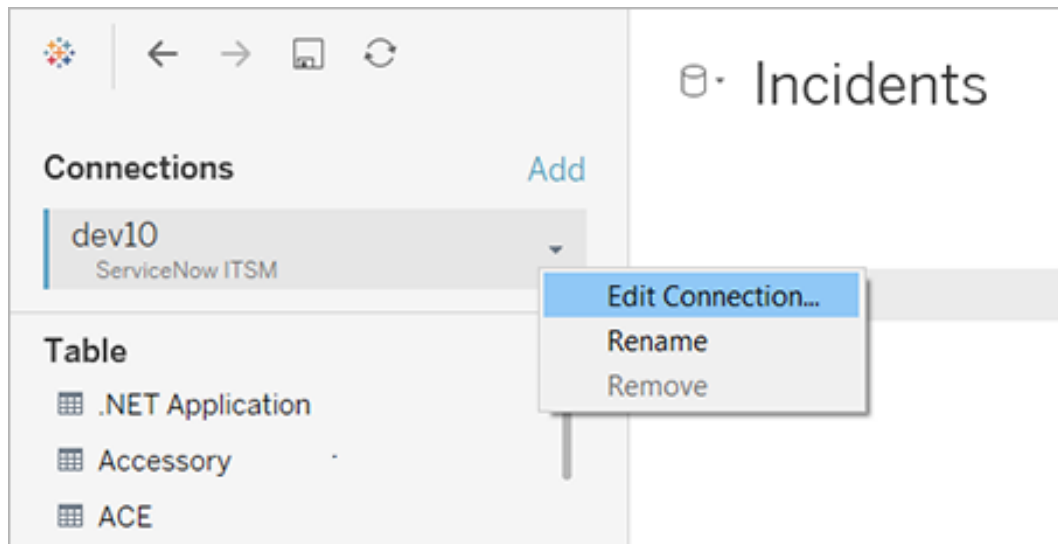 Incidents
Connections
Add
dev10
ServiceNow ITSM
Edit Connection...
Rename
Remove
Table
.NET Application
Accessory
ACE